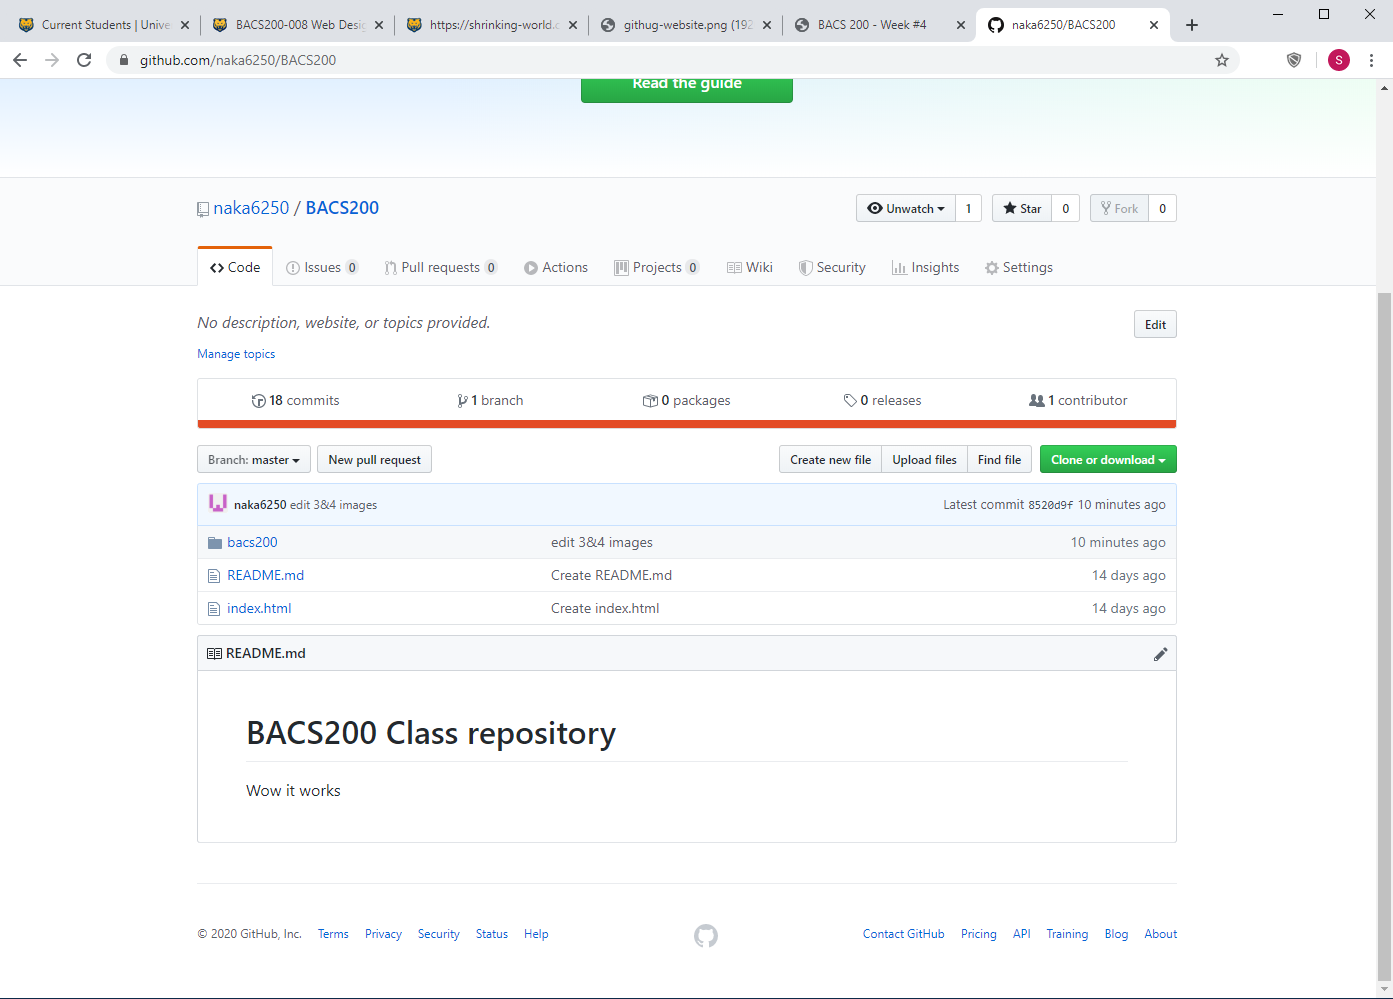 Current Students | Unive
BACS200-008 Web Desig
https://shrinking-world.c
githug-website.png (192
BACS 200 - Week #4
naka6250/BACS200
github.com/naka6250/BACS200
S
Read the guide
naka6250 / BACS200
Unwatch 1
Star 0
Fork 0
Code
Issues 0
Pull requests 0
Actions
Projects 0
Wiki
Security
Insights
Settings
No description, website, or topics provided.
Edit
Manage topics
18 commits
1 branch
0 packages
0 releases
1 contributor
Branch: master
New pull request
Create new file
Upload files
Find file
Clone or download
naka6250 edit 3&4 images
Latest commit 8520d9f 10 minutes ago
bacs200 edit 3&4 images 10 minutes ago
README.md Create README.md 14 days ago
index.html Create index.html 14 days ago
README.md
BACS200 Class repository
Wow it works
© 2020 GitHub, Inc. Terms Privacy Security Status Help
Contact GitHub Pricing API Training Blog About